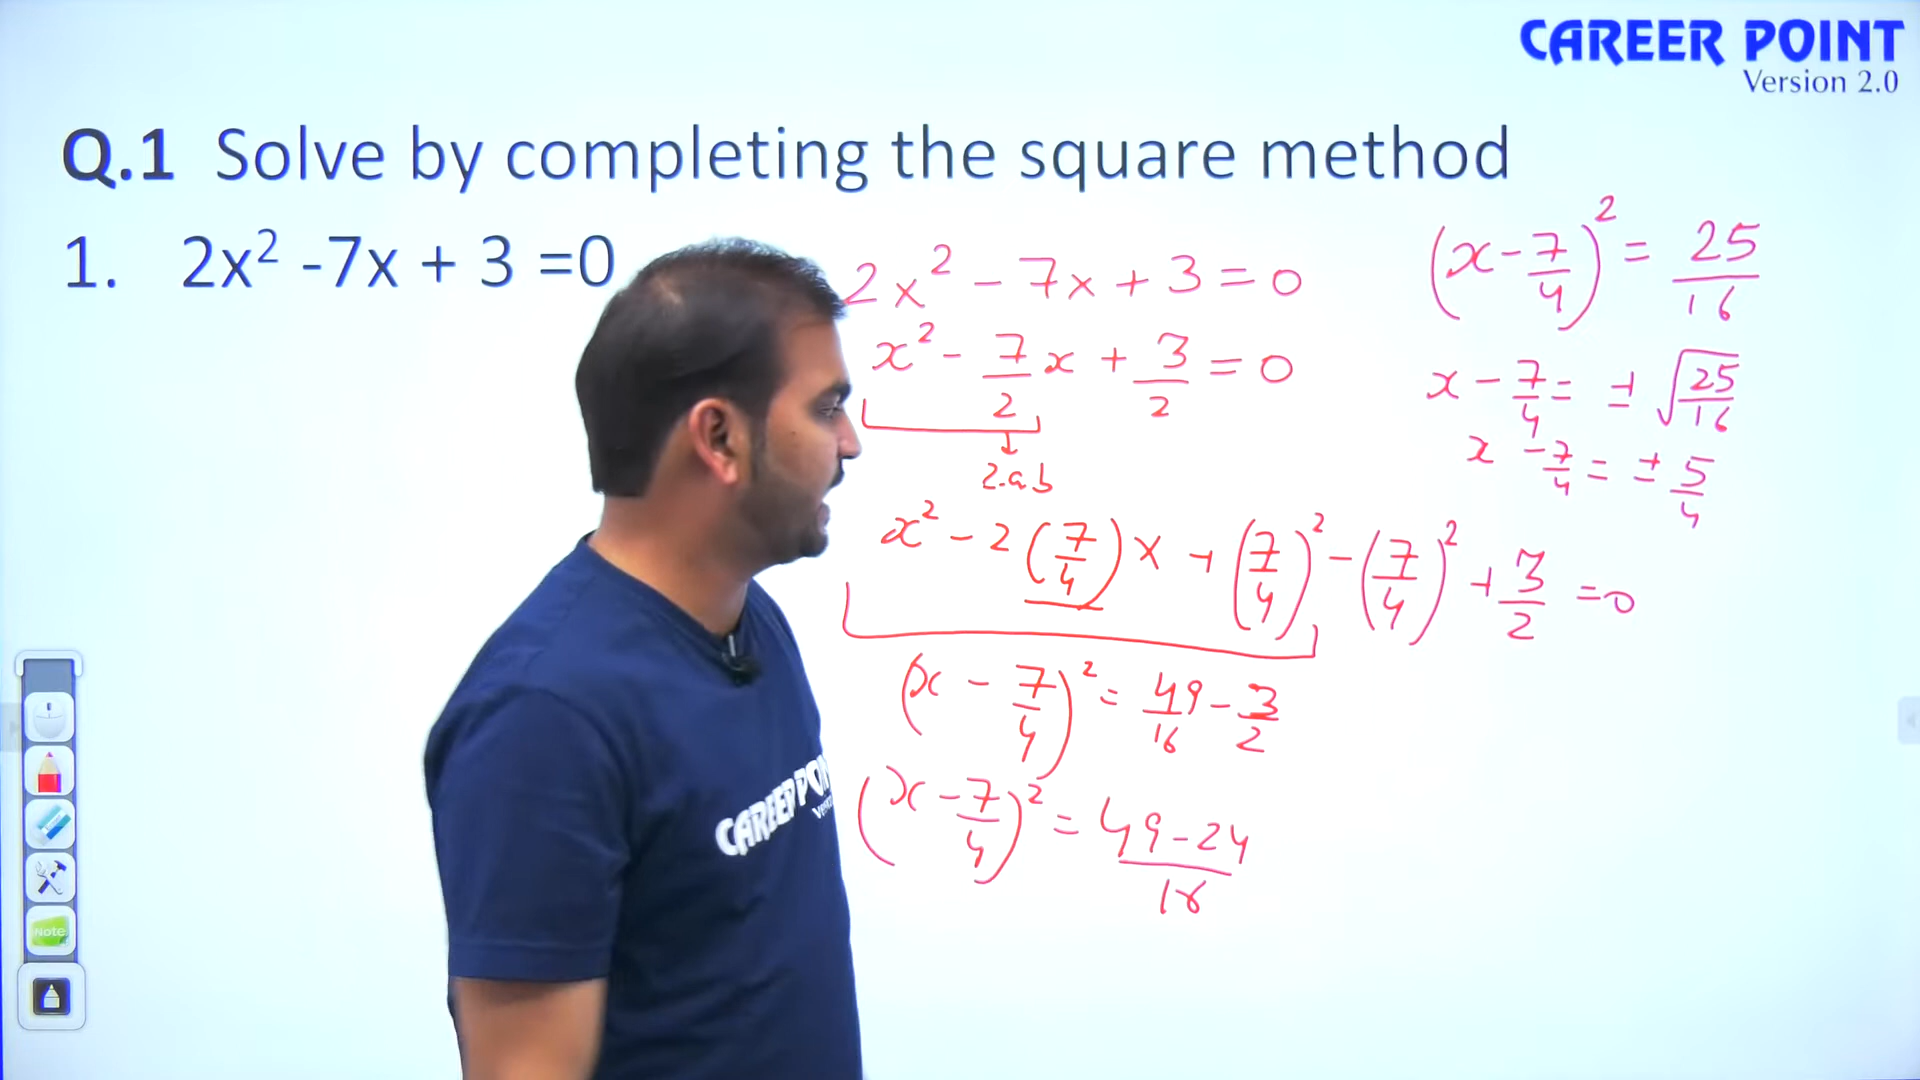 CAREER POINT
Version 2.0
Q.1 Solve by completing the square method
1. 2x² -7x + 3 =0
2x² - 7x + 3 = 0
x² - 7/2 x + 3/2 = 0
2.a.b
x² - 2 (7/4) x + (7/4)² - (7/4)² + 3/2 = 0
(x - 7/4)² = 49/16 - 3/2
(x - 7/4)² = 49-24/16
(x - 7/4)² = 25/16
x - 7/4 = ± √25/16
x - 7/4 = ± 5/4
CAREER POIN
Note